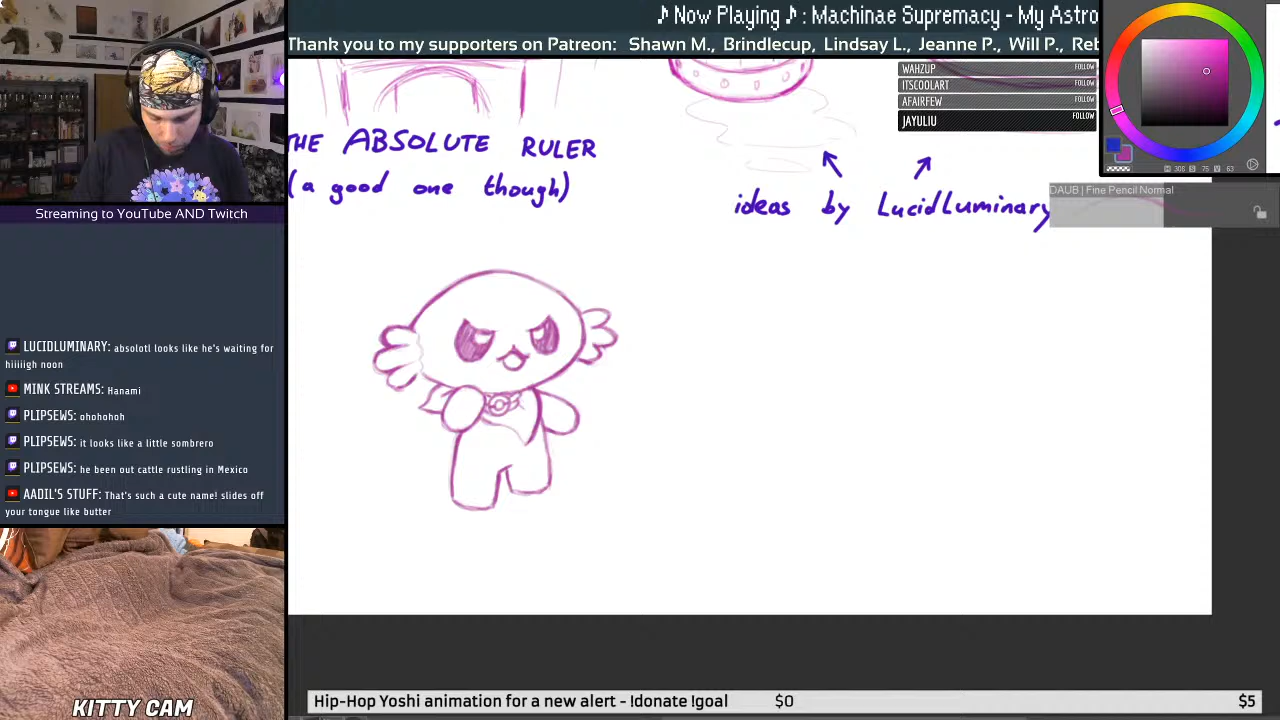 ♪ Now Playing ♪ : Machinae Supremacy - My Astro
Thank you to my supporters on Patreon: Shawn M., Brindlecup, Lindsay L., Jeanne P., Will P., Reb
WAHZUP FOLLOW
ITSCOOLART FOLLOW
AFAIRFEW FOLLOW
JAYULIU FOLLOW
308 S 75 V 63
THE ABSOLUTE RULER
(a good one though)
DAUB | Fine Pencil Normal
ideas by LucidLuminary
Streaming to YouTube AND Twitch
LUCIDLUMINARY: absolotl looks like he's waiting for
hiiiiigh noon
MINK STREAMS: Hanami
PLIPSEWS: ohohohoh
PLIPSEWS: it looks like a little sombrero
PLIPSEWS: he been out cattle rustling in Mexico
AADIL'S STUFF: That's such a cute name! slides off
your tongue like butter
KITTY CAM
Hip-Hop Yoshi animation for a new alert - !donate !goal $0 $5